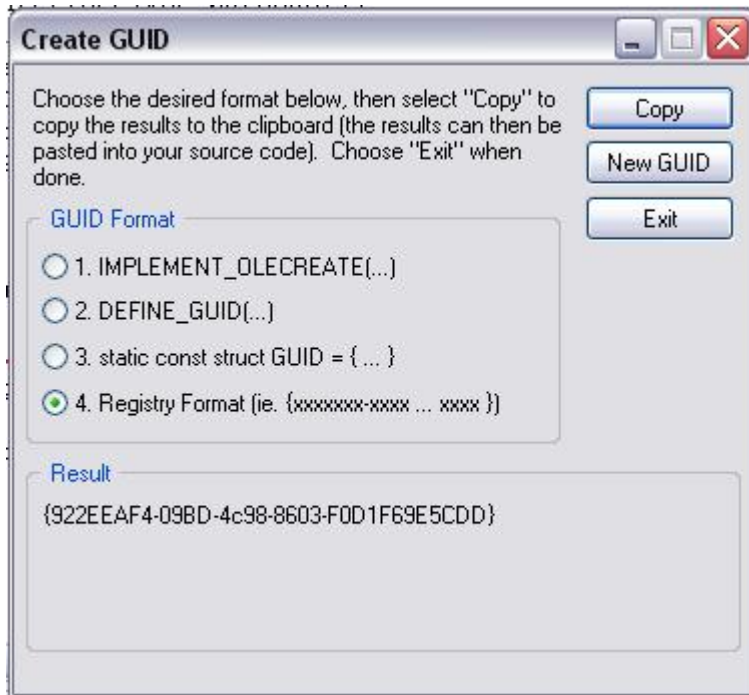 Create GUID
Choose the desired format below, then select "Copy" to
copy the results to the clipboard (the results can then be
pasted into your source code).  Choose "Exit" when
done.
Copy
New GUID
Exit
GUID Format
1. IMPLEMENT_OLECREATE(...)
2. DEFINE_GUID(...)
3. static const struct GUID = { ... }
4. Registry Format (ie. {xxxxxxx-xxxx ... xxxx })
Result
{922EEAF4-09BD-4c98-8603-F0D1F69E5CDD}